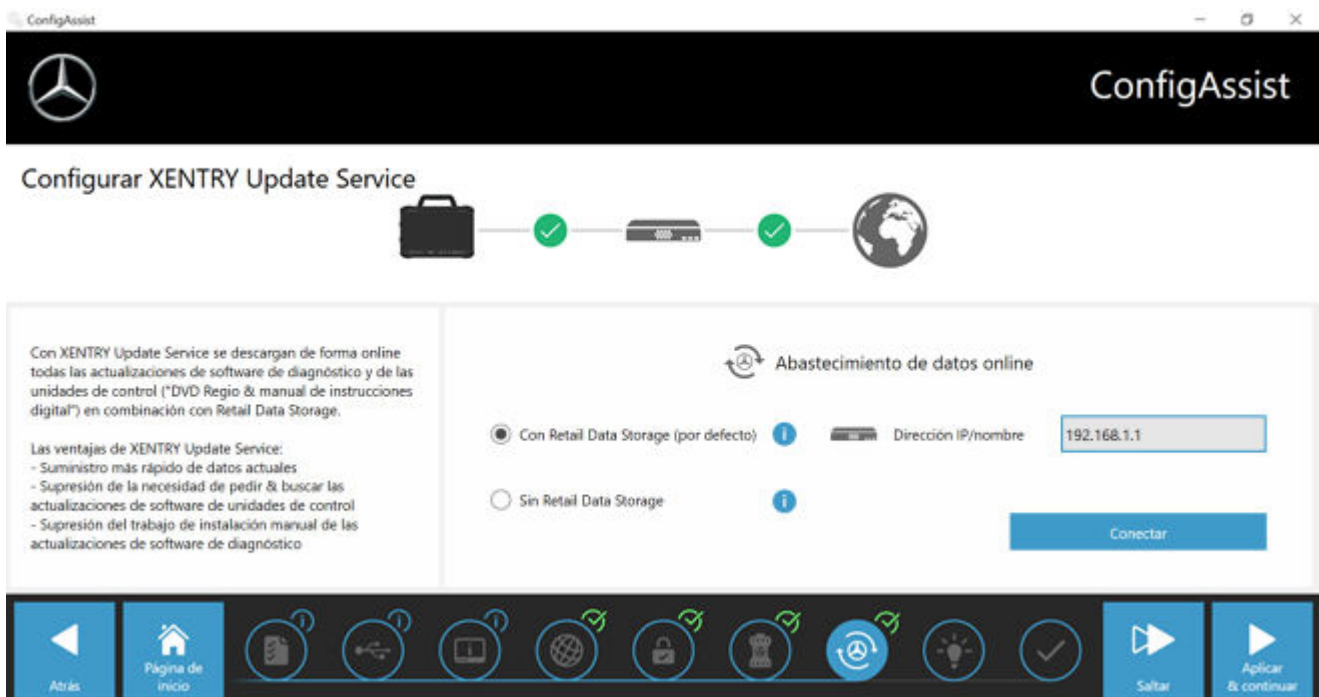 ConfigAssist
ConfigAssist
Configurar XENTRY Update Service
Con XENTRY Update Service se descargan de forma online
todas las actualizaciones de software de diagnóstico y de las
unidades de control ("DVD Regio & manual de instrucciones
digital") en combinación con Retail Data Storage.
Las ventajas de XENTRY Update Service:
- Suministro más rápido de datos actuales
- Supresión de la necesidad de pedir & buscar las
actualizaciones de software de unidades de control
- Supresión del trabajo de instalación manual de las
actualizaciones de software de diagnóstico
Abastecimiento de datos online
Con Retail Data Storage (por defecto)
Dirección IP/nombre
192.168.1.1
Sin Retail Data Storage
Conectar
Atrás
Página de
inicio
Saltar
Aplicar
& continuar